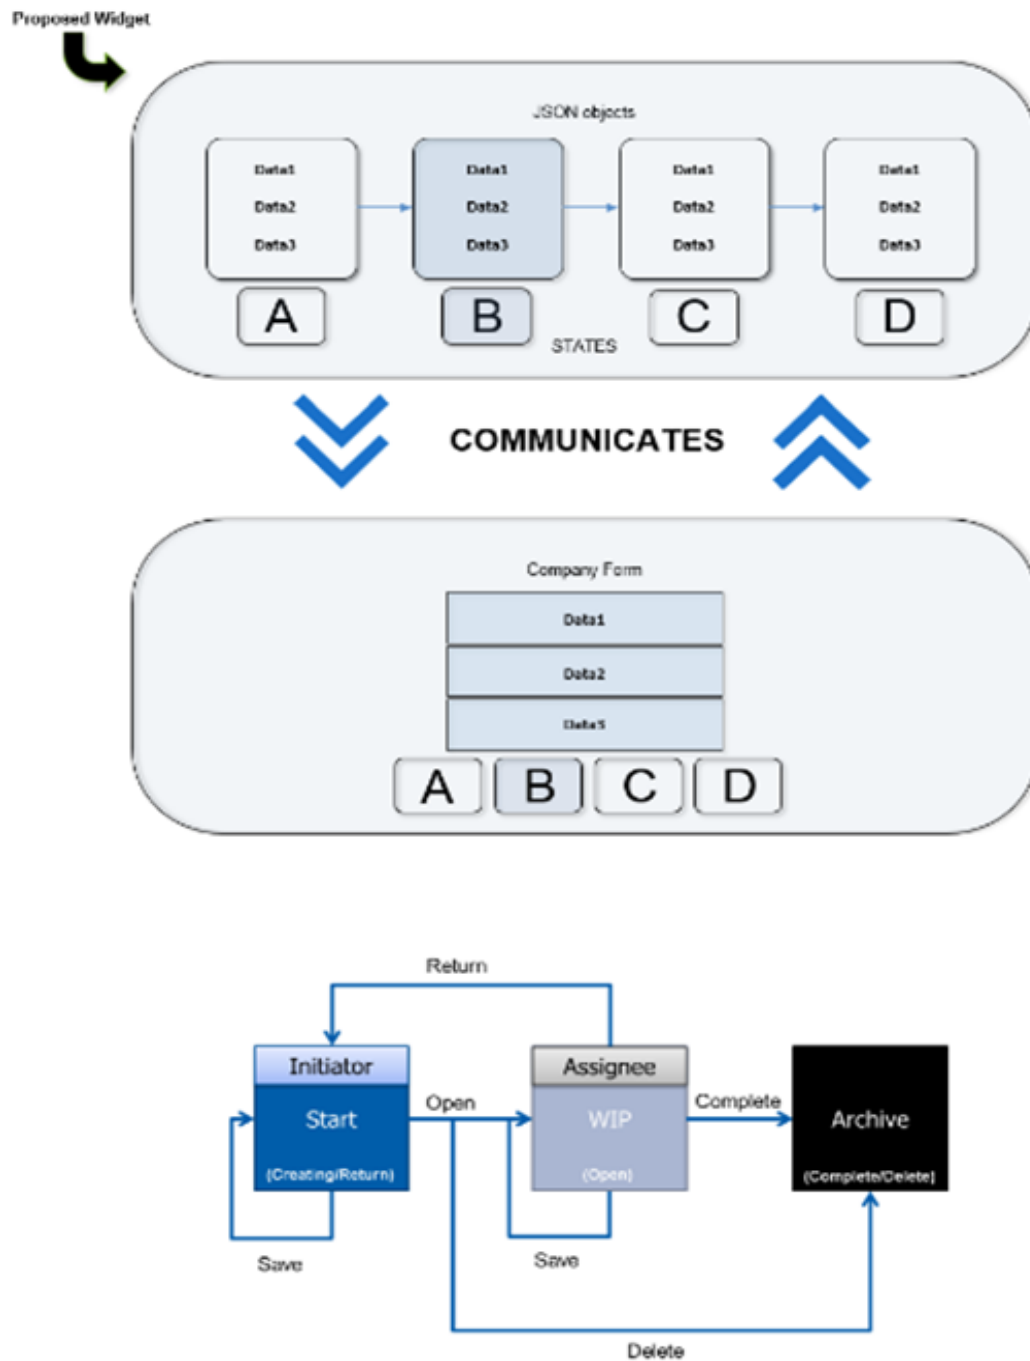 Proposed Widget
JSON objects
Data1 Data1 Data1 Data1
Data2 Data2 Data2 Data2
Data3 Data3 Data3 Data3
A B C D
STATES
COMMUNICATES
Company Form
Data1
Data2
Data3
A B C D
Return
Initiator Assignee
Start Open WIP Complete Archive
(Creating/Return) (Open) (Complete/Delete)
Save Save
Delete